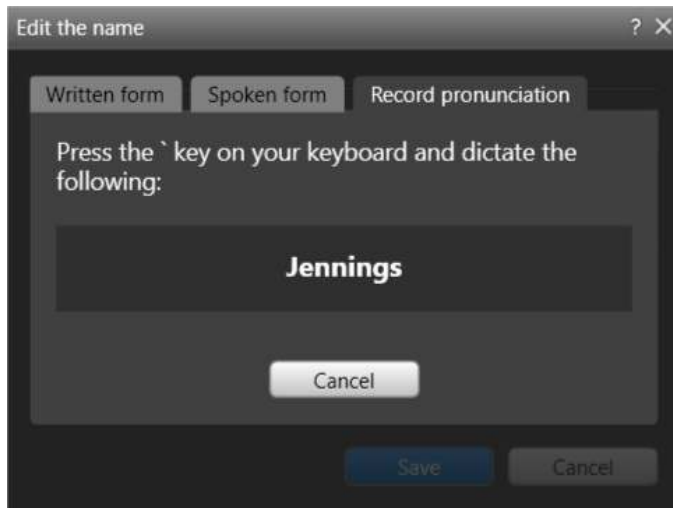 Edit the name ? ×
Written form Spoken form Record pronunciation
Press the ` key on your keyboard and dictate the
following:
Jennings
Cancel
Save Cancel